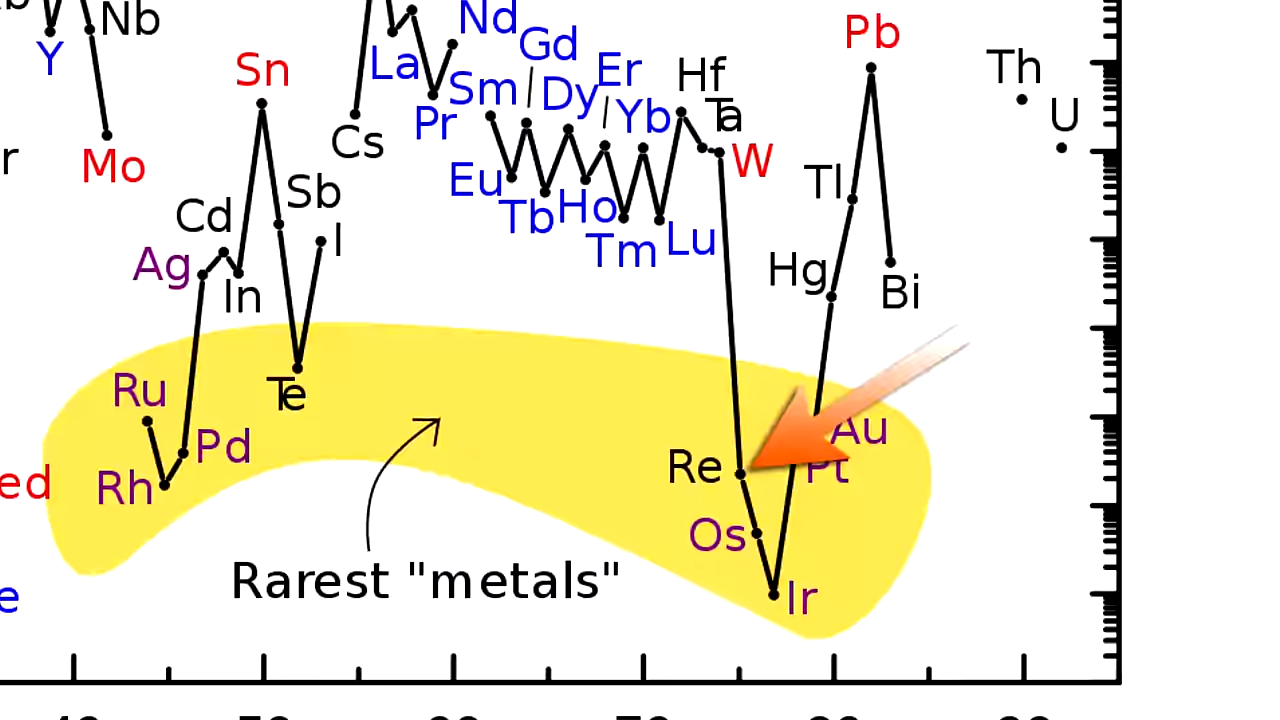 Nb
Nd
Y
Pb
Gd
La
Th
Sn
Er
Hf
Sm
Dy
Ta
U
Pr
Yb
Cs
W
Mo
Eu
Tl
Sb
Cd
Tb
Ho
I
Tm
Lu
Ag
Hg
In
Bi
Ru
Te
Au
Pd
Re
Pt
Rh
Os
Rarest "metals"
Ir